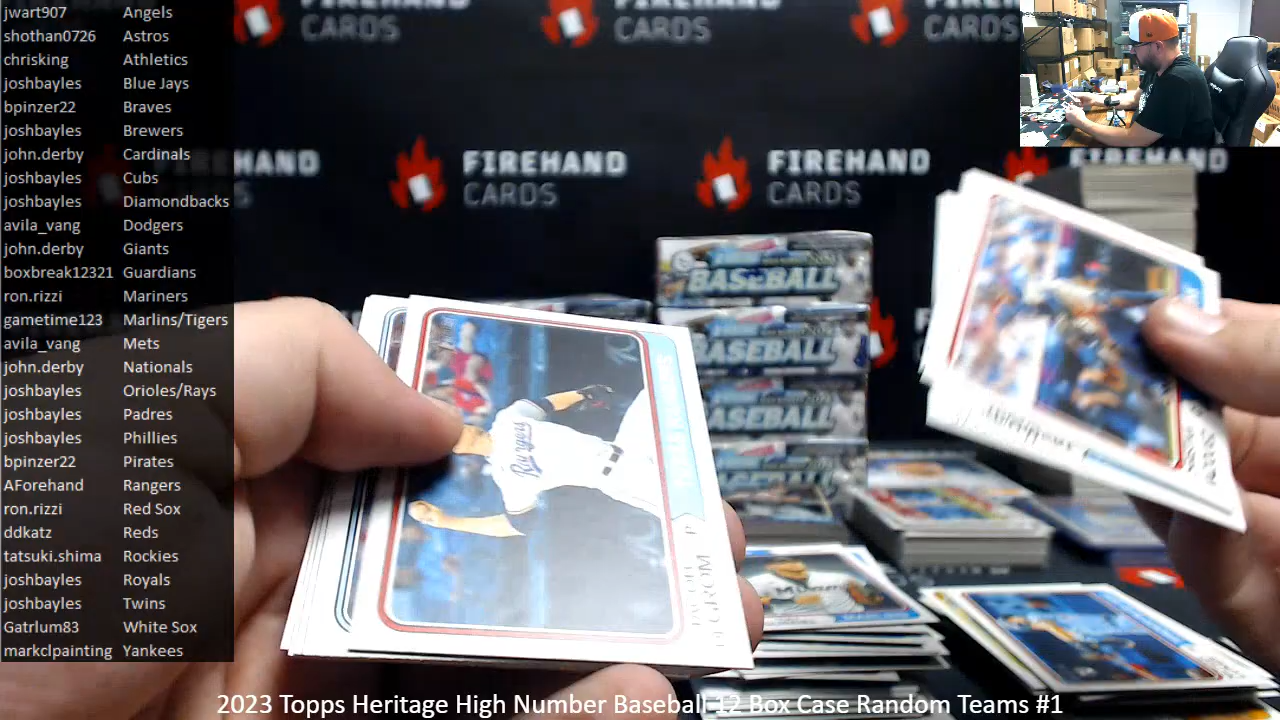 jwart907 Angels
shothan0726 Astros
chrisking Athletics
joshbayles Blue Jays
bpinzer22 Braves
joshbayles Brewers
john.derby Cardinals
joshbayles Cubs
joshbayles Diamondbacks
avila_vang Dodgers
john.derby Giants
boxbreak12321 Guardians
ron.rizzi Mariners
gametime123 Marlins/Tigers
avila_vang Mets
john.derby Nationals
joshbayles Orioles/Rays
joshbayles Padres
joshbayles Phillies
bpinzer22 Pirates
AForehand Rangers
ron.rizzi Red Sox
ddkatz Reds
tatsuki.shima Rockies
joshbayles Royals
joshbayles Twins
Gatrlum83 White Sox
markclpainting Yankees
CARDS
CARDS
CARDS
FIREHAND
CARDS
FIREHAND
CARDS
FIREHAND
BASEBALL
BASEBALL
BASEBALL
BASEBALL
Rangers
2023 Topps Heritage High Number Baseball 12 Box Case Random Teams #1